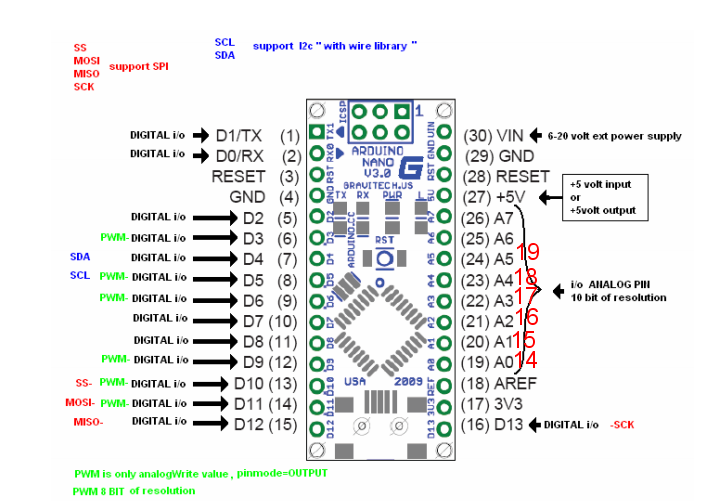 SS
MOSI
MISO
SCK
support SPI
SCL
SDA
support I2c " with wire library "
DIGITAL i/o D1/TX (1)
DIGITAL i/o D0/RX (2)
RESET (3)
GND (4)
DIGITAL i/o D2 (5)
PWM- DIGITAL i/o D3 (6)
SDA DIGITAL i/o D4 (7)
SCL PWM- DIGITAL i/o D5 (8)
PWM- DIGITAL i/o D6 (9)
DIGITAL i/o D7 (10)
DIGITAL i/o D8 (11)
PWM- DIGITAL i/o D9 (12)
SS- PWM- DIGITAL i/o D10 (13)
MOSI- PWM- DIGITAL i/o D11 (14)
MISO- DIGITAL i/o D12 (15)
ICSP
1
TX1
RX0
RST
GND
D2
D3
D4
D5
D6
D7
D8
D9
D10
D11
D12
ARDUINO
NANO
V3.0
G
GRAVITECH.US
TX RX PWR L
ARDUINO.CC
RST
USA 2009
VIN
GND
RST
5V
A7
A6
A5
A4
A3
A2
A1
A0
REF
3V3
D13
(30) VIN 6-20 volt ext power supply
(29) GND
(28) RESET
(27) +5V
+5 volt input
or
+5volt output
(26) A7
(25) A6
(24) A5 19
(23) A4 18
(22) A3 17
(21) A2 16
(20) A1 15
(19) A0 14
i/o ANALOG PIN
10 bit of resolution
(18) AREF
(17) 3V3
(16) D13 DIGITAL i/o -SCK
PWM is only analogWrite value , pinmode=OUTPUT
PWM 8 BIT of resolution